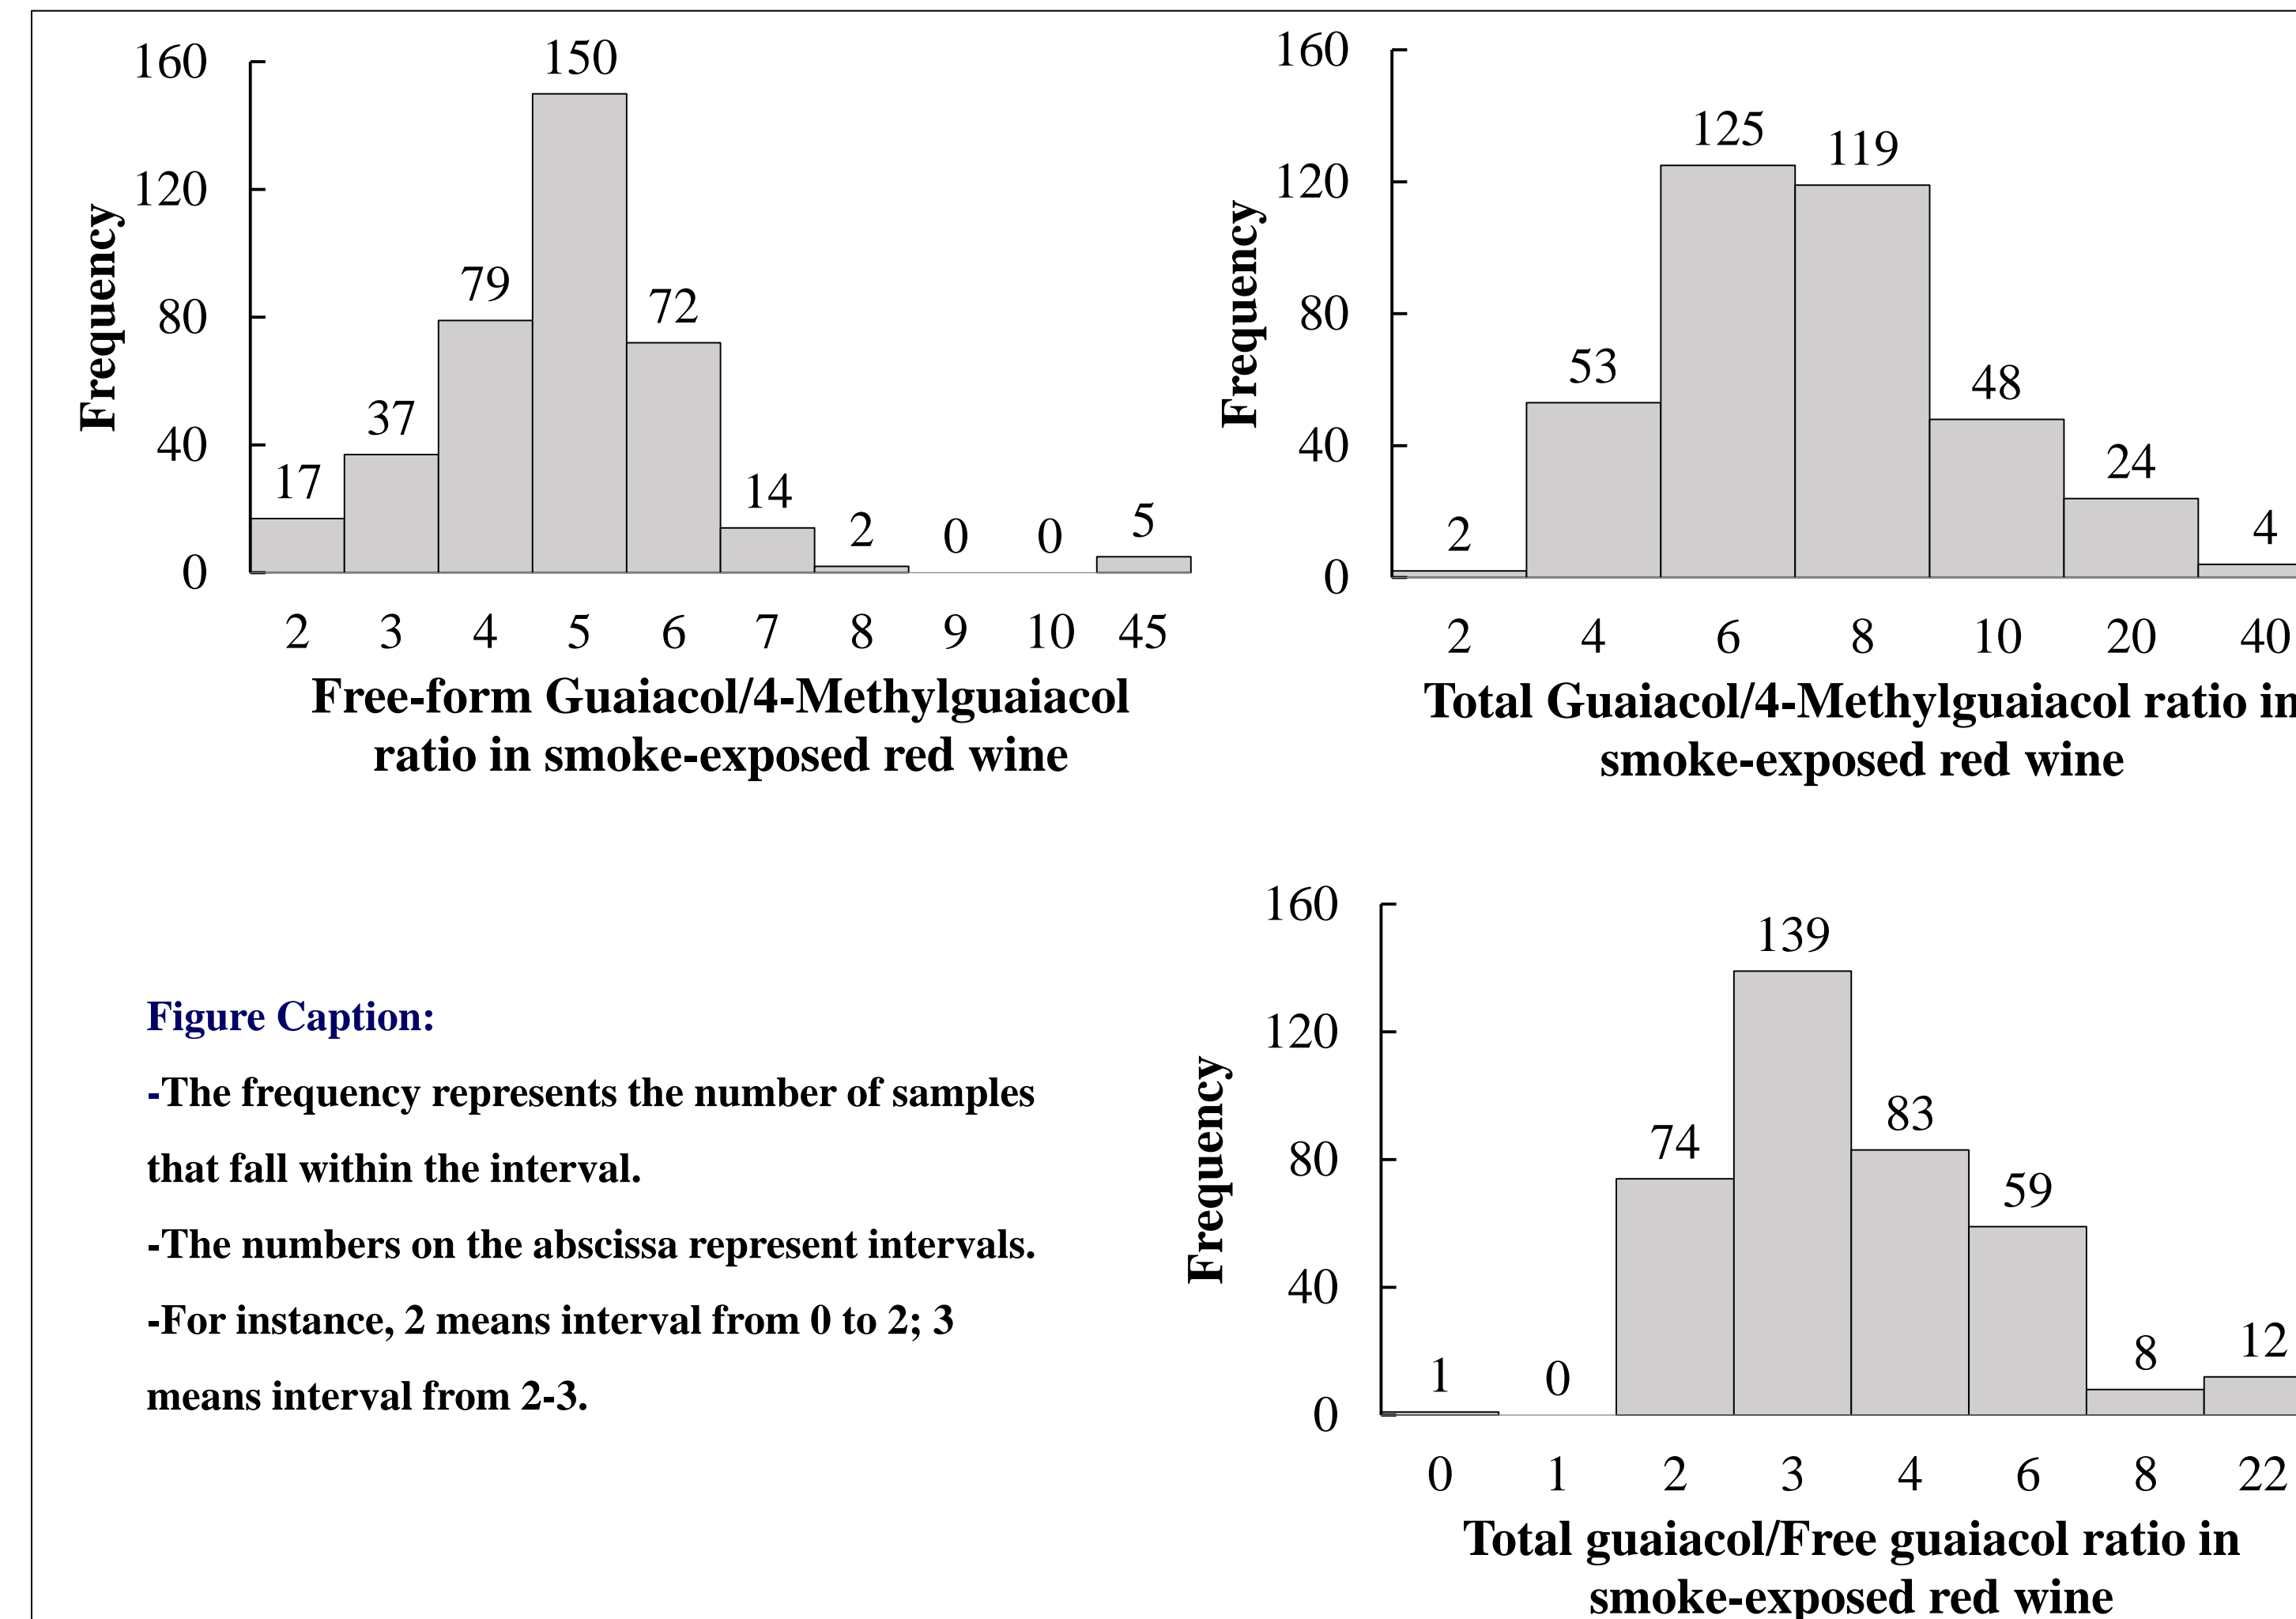 160
120
80
40
0
Frequency
17
37
79
150
72
14
2
0
0
5
2 3 4 5 6 7 8 9 10 45
Free-form Guaiacol/4-Methylguaiacol
ratio in smoke-exposed red wine
160
120
80
40
0
Frequency
2
53
125
119
48
24
4
2 4 6 8 10 20 40
Total Guaiacol/4-Methylguaiacol ratio in
smoke-exposed red wine
Figure Caption:
-The frequency represents the number of samples
that fall within the interval.
-The numbers on the abscissa represent intervals.
-For instance, 2 means interval from 0 to 2; 3
means interval from 2-3.
160
120
80
40
0
Frequency
1
0
74
139
83
59
8
12
0 1 2 3 4 6 8 22
Total guaiacol/Free guaiacol ratio in
smoke-exposed red wine